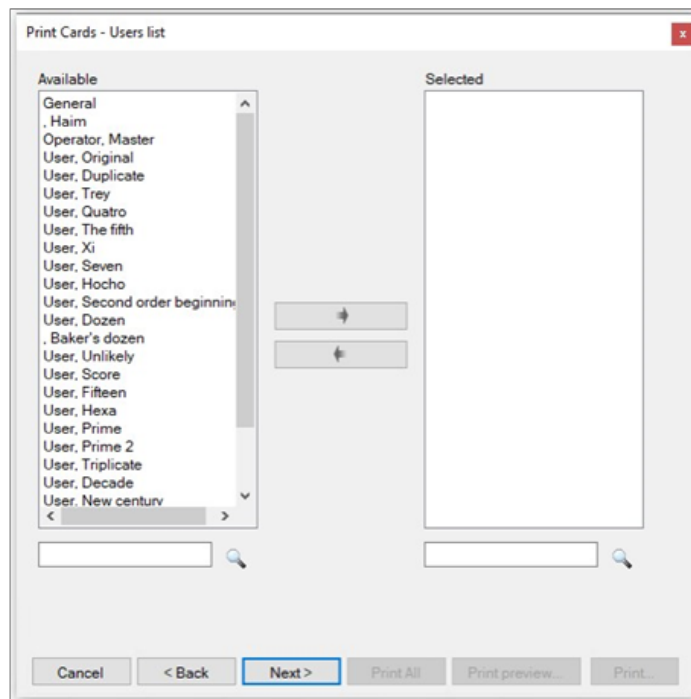 Print Cards - Users list
x
Available
Selected
General
, Haim
Operator, Master
User, Original
User, Duplicate
User, Trey
User, Quatro
User, The fifth
User, Xi
User, Seven
User, Hocho
User, Second order beginning
User, Dozen
, Baker's dozen
User, Unlikely
User, Score
User, Fifteen
User, Hexa
User, Prime
User, Prime 2
User, Triplicate
User, Decade
User, New century
Cancel
< Back
Next >
Print All
Print preview...
Print...